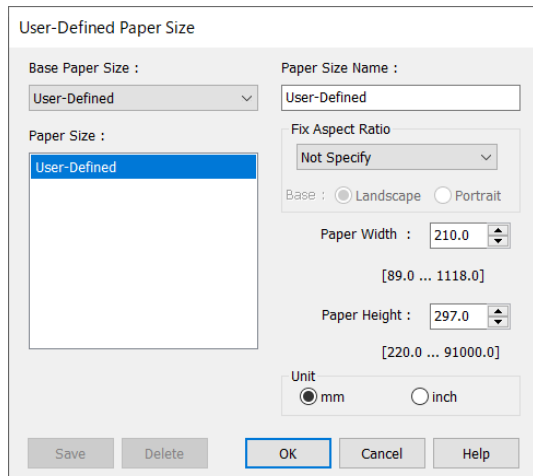 User-Defined Paper Size
Base Paper Size :
User-Defined
Paper Size :
User-Defined
Paper Size Name :
User-Defined
Fix Aspect Ratio
Not Specify
Base : Landscape Portrait
Paper Width : 210.0
[89.0 ... 1118.0]
Paper Height : 297.0
[220.0 ... 91000.0]
Unit
mm inch
Save Delete OK Cancel Help